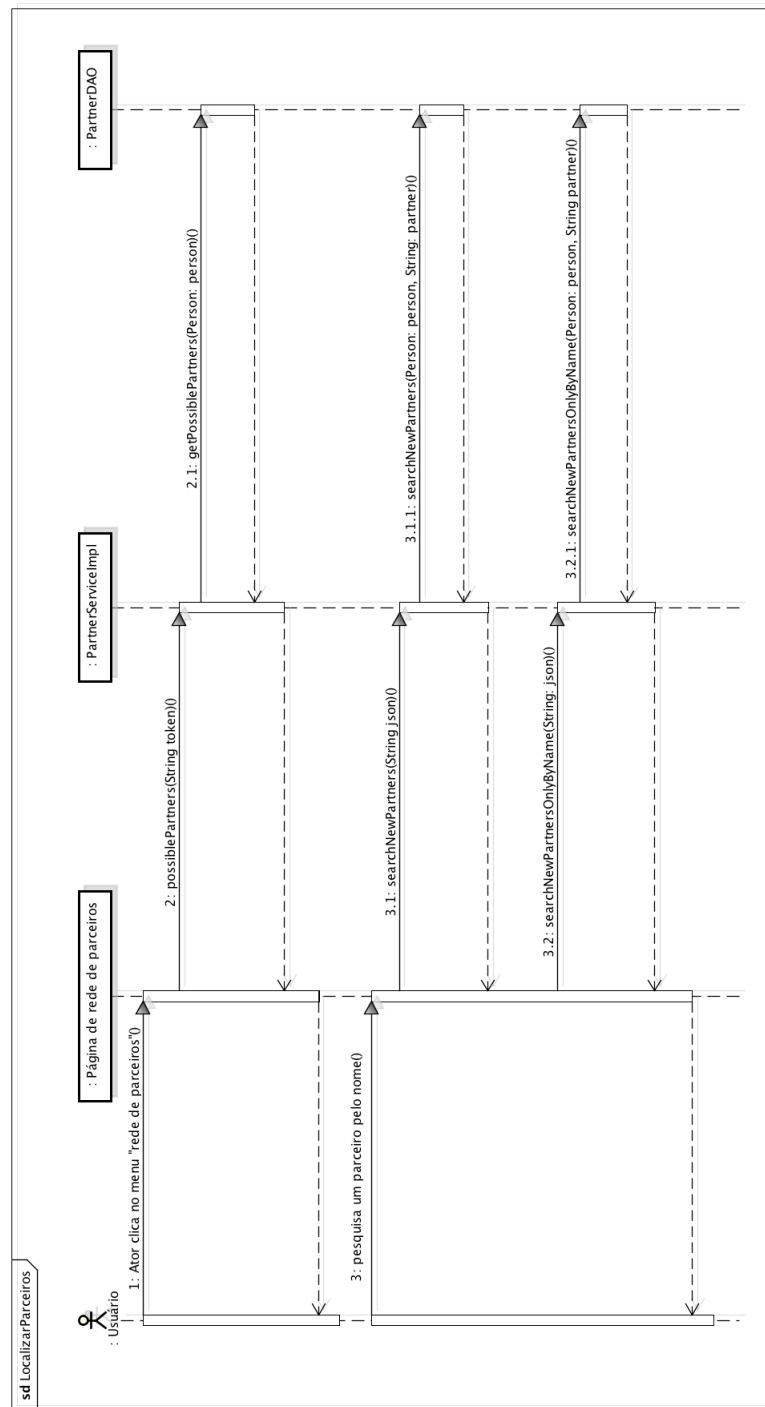 sd LocalizarParceiros
: Usuário
: Página de rede de parceiros
: PartnerServiceImpl
: PartnerDAO
1: Ator clica no menu "rede de parceiros"()
2: possiblePartners(String token)()
2.1: getPossiblePartners(Person: person)()
3: pesquisa um parceiro pelo nome()
3.1: searchNewPartners(String json)()
3.1.1: searchNewPartners(Person: person, String: partner)()
3.2: searchNewPartnersOnlyByName(String: json)()
3.2.1: searchNewPartnersOnlyByName(Person: person, String partner)()